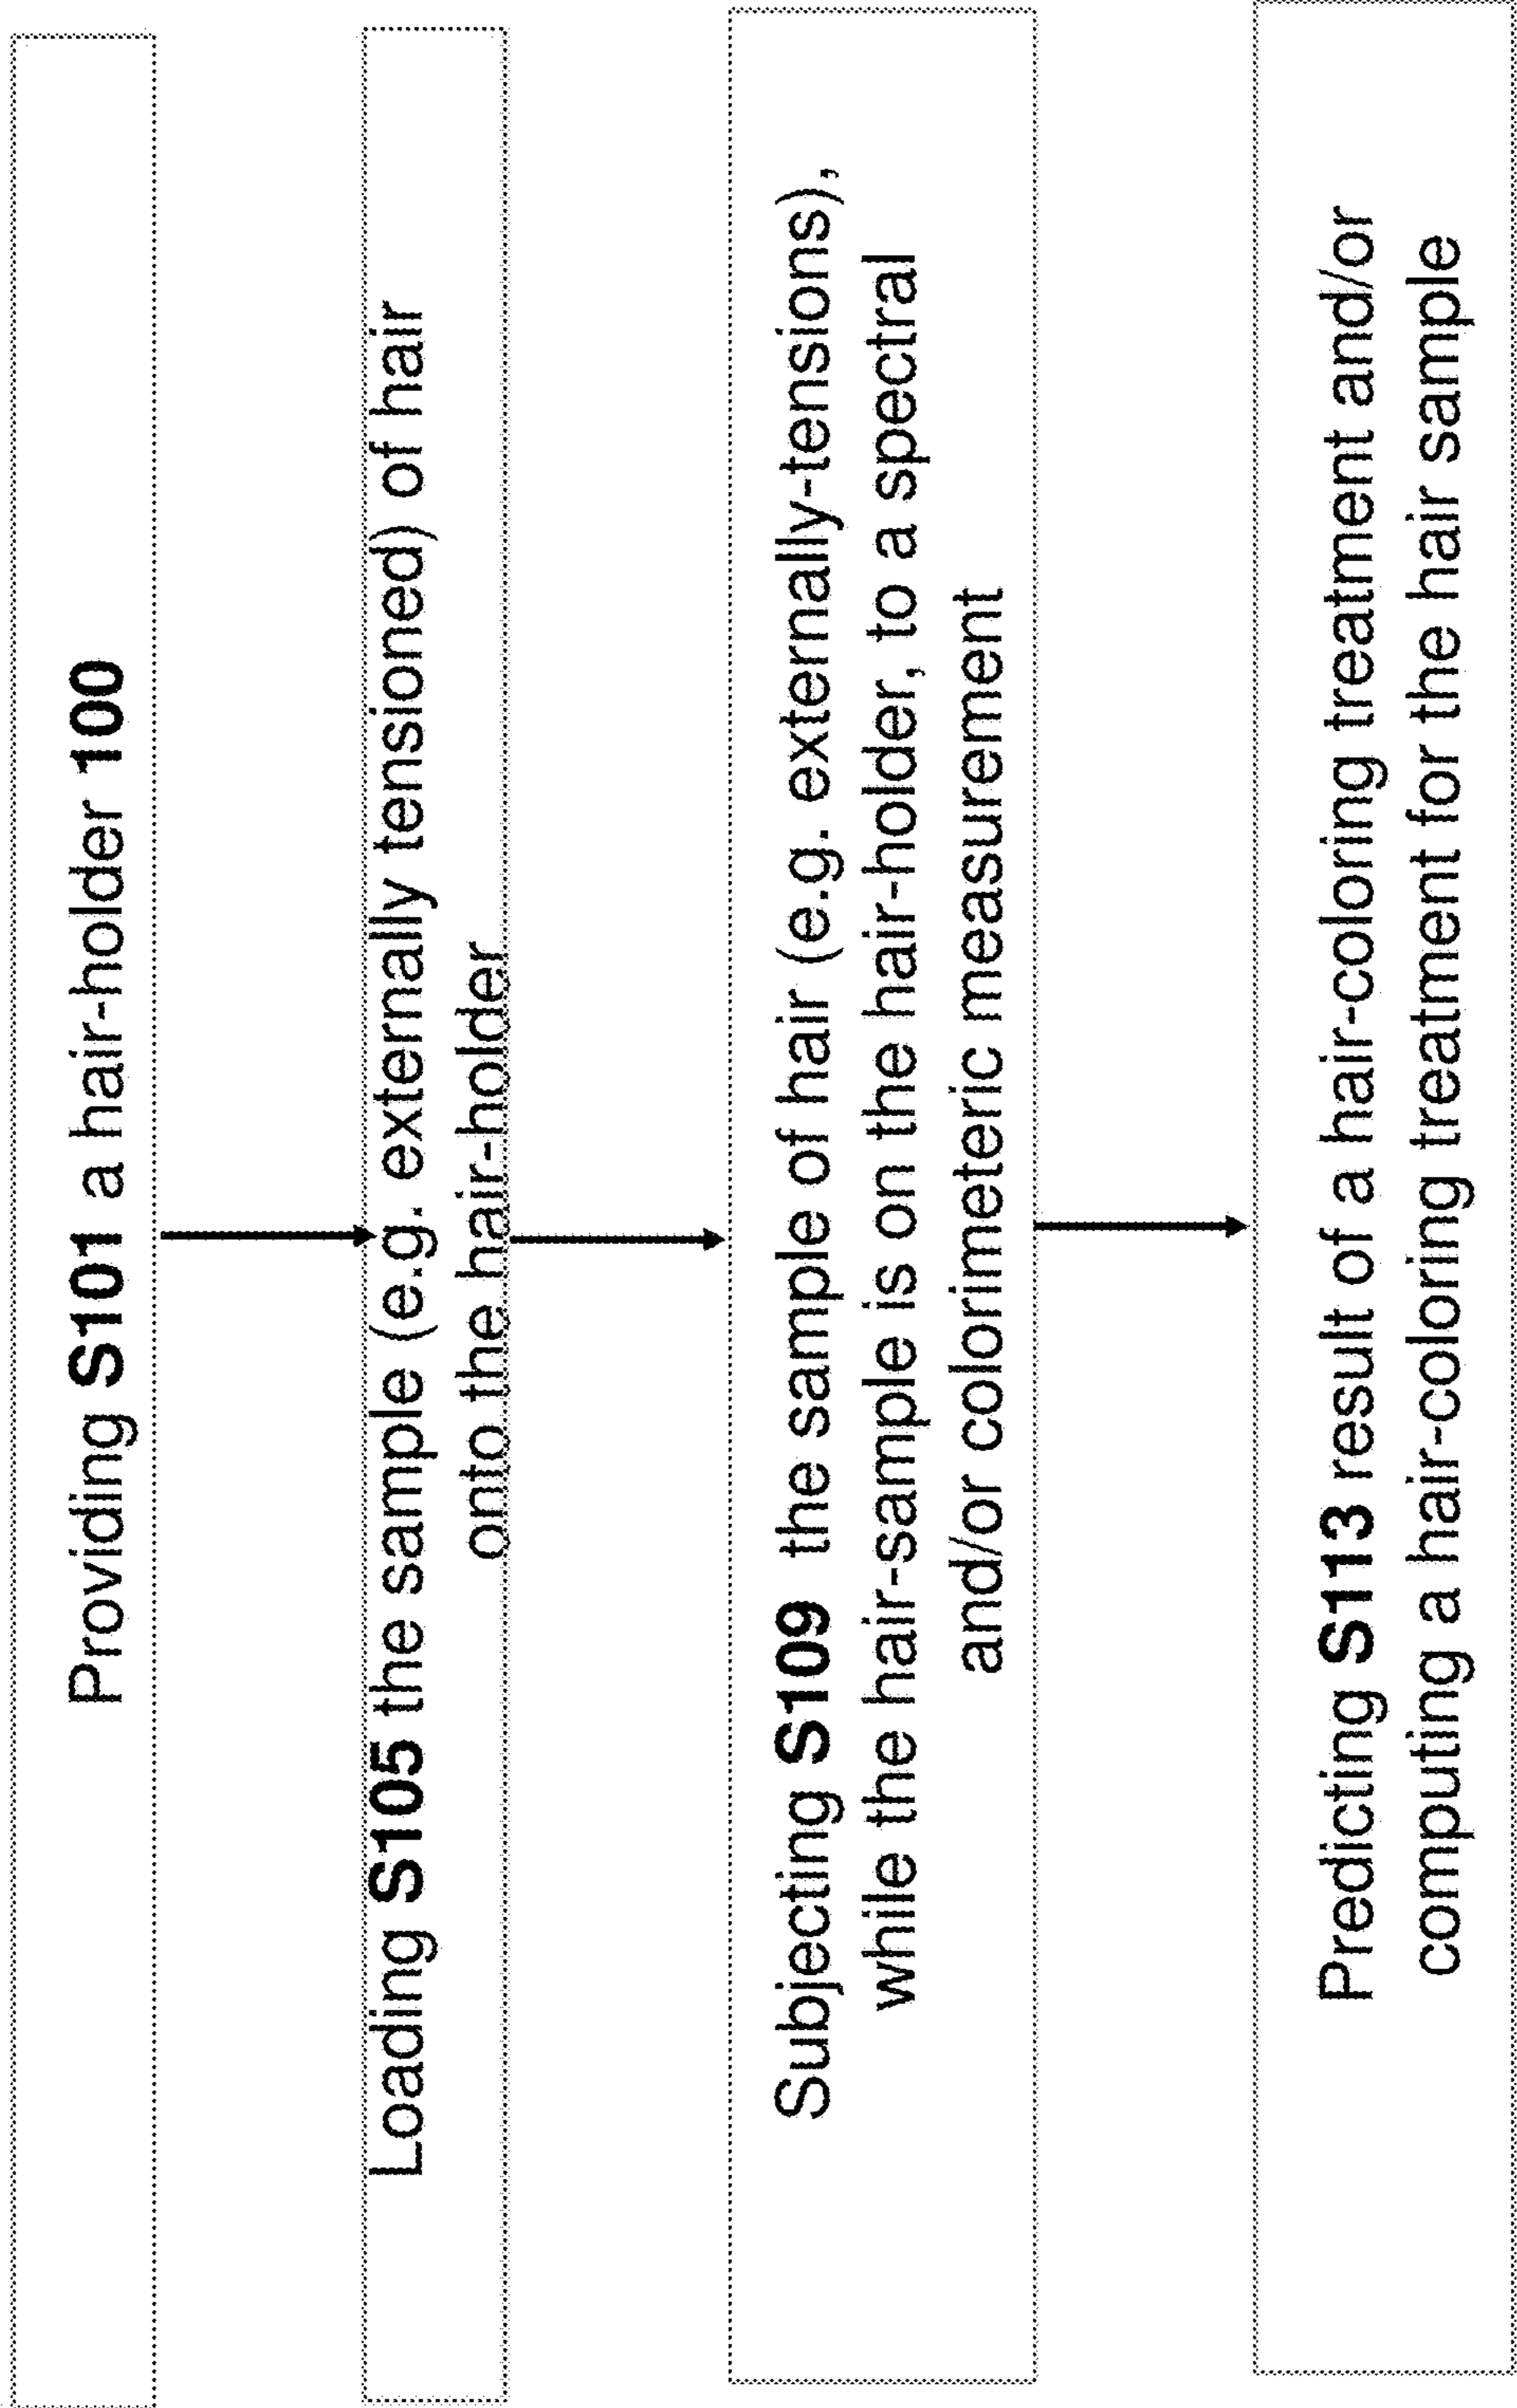 Providing S101 a hair-holder 100
Loading S105 the sample (e.g. externally tensioned) of hair
onto the hair-holder
Subjecting S109 the sample of hair (e.g. externally-tensions),
while the hair-sample is on the hair-holder, to a spectral
and/or colorimeteric measurement
Predicting S113 result of a hair-coloring treatment and/or
computing a hair-coloring treatment for the hair sample